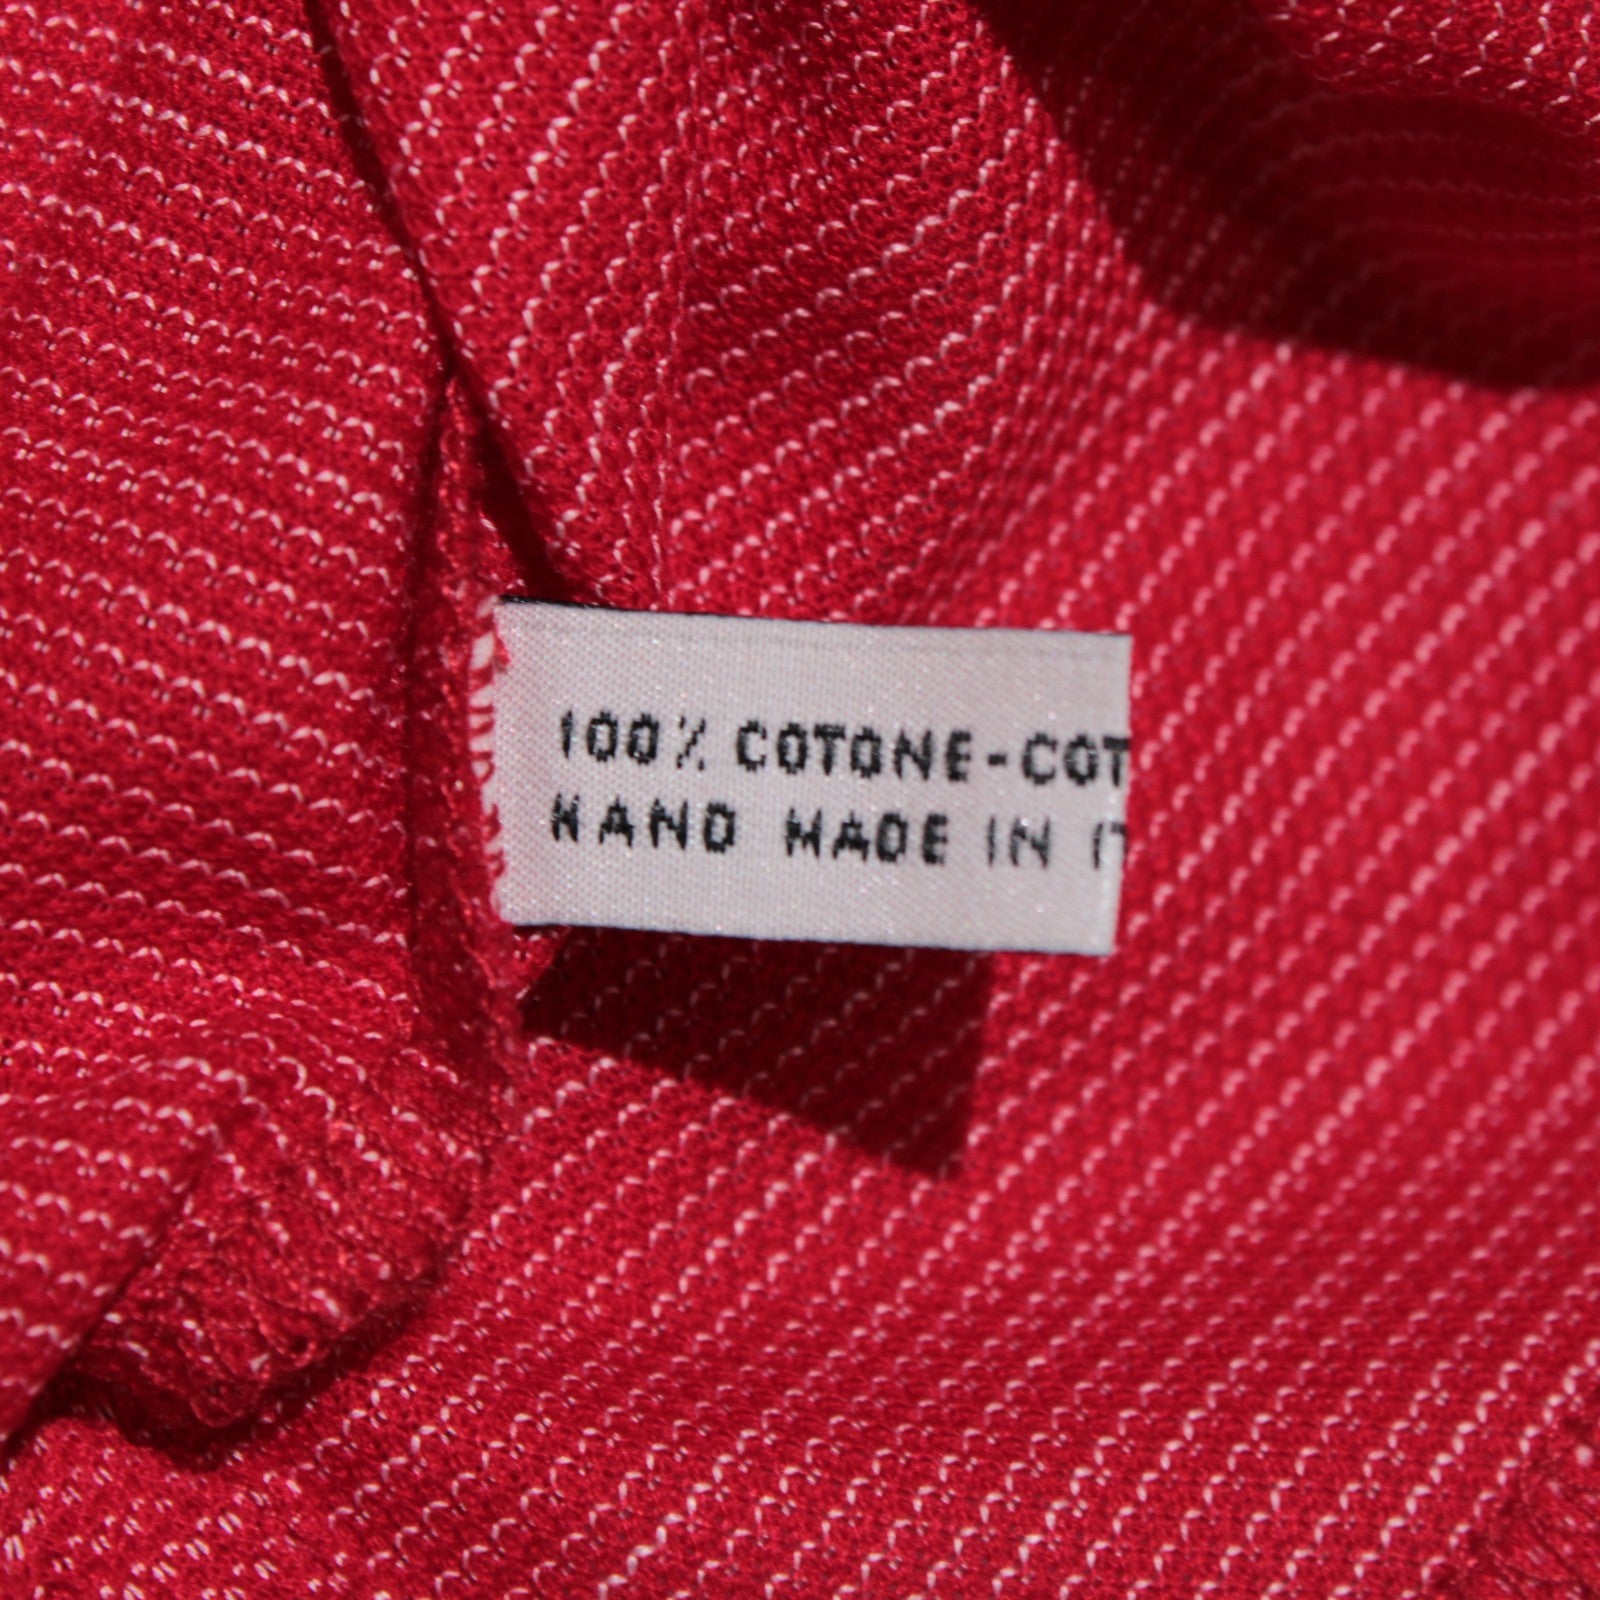 100% COTONE-COT
HAND MADE IN IT